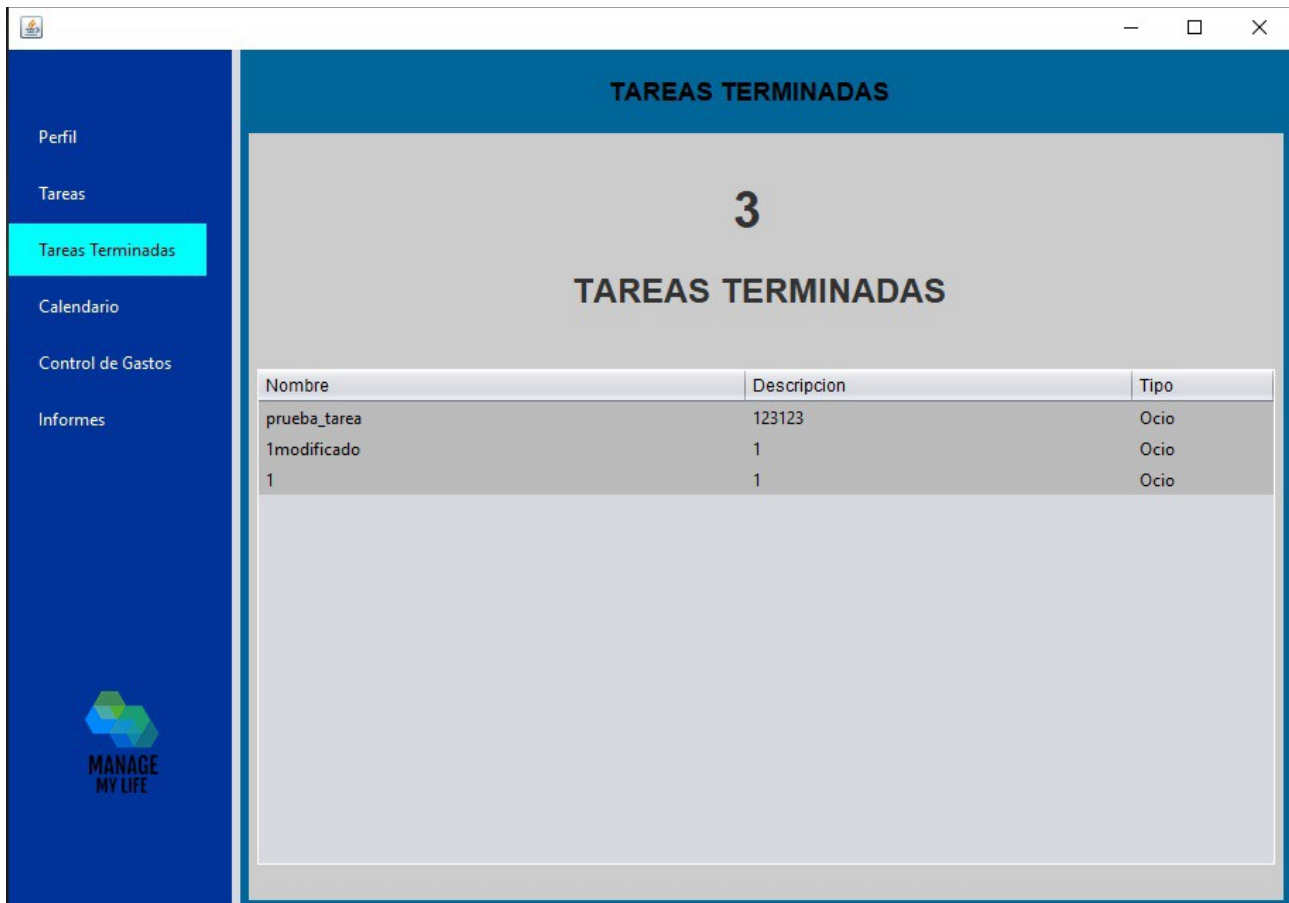 TAREAS TERMINADAS
Perfil
Tareas
Tareas Terminadas
Calendario
Control de Gastos
Informes
MANAGE
MY LIFE
3
TAREAS TERMINADAS
Nombre Descripcion Tipo
prueba_tarea 123123 Ocio
1modificado 1 Ocio
1 1 Ocio